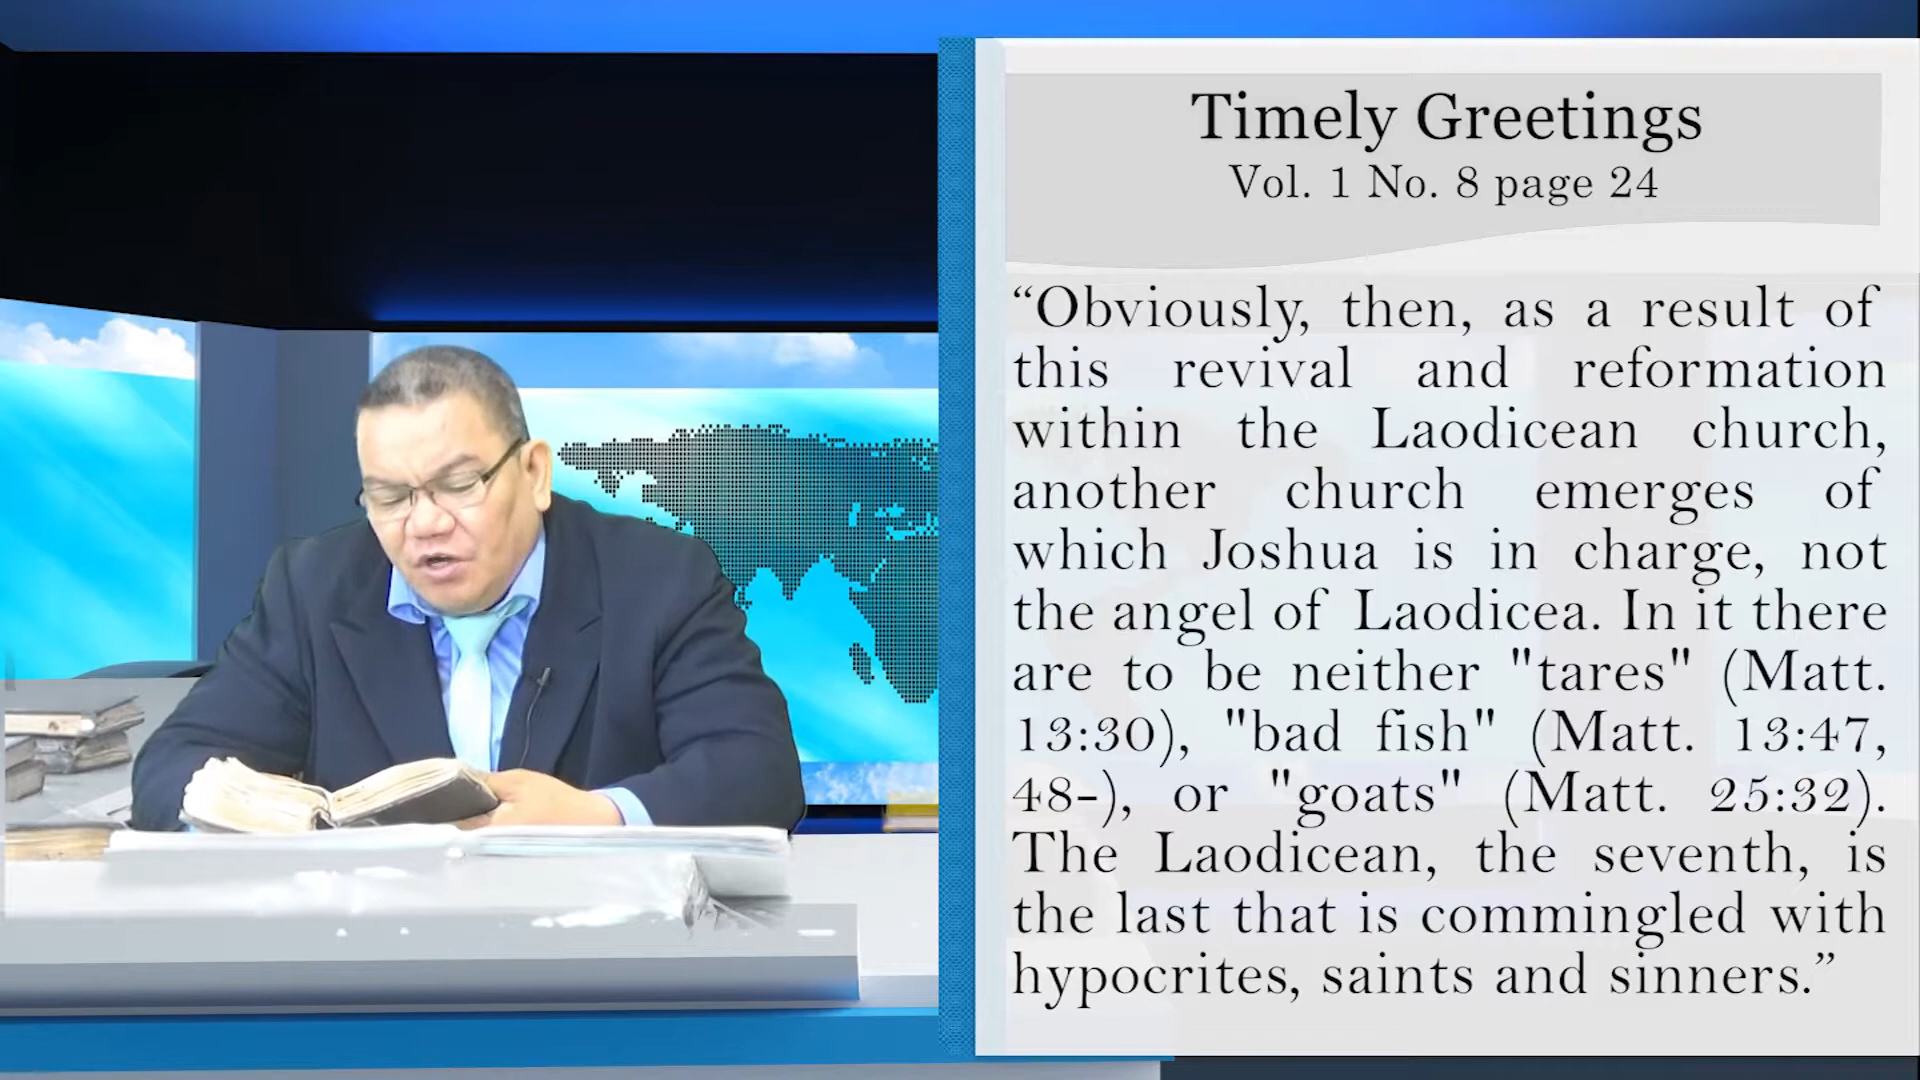 Timely Greetings
Vol. 1 No. 8 page 24
“Obviously, then, as a result of
this revival and reformation
within the Laodicean church,
another church emerges of
which Joshua is in charge, not
the angel of Laodicea. In it there
are to be neither "tares" (Matt.
13:30), "bad fish" (Matt. 13:47,
48-), or "goats" (Matt. 25:32).
The Laodicean, the seventh, is
the last that is commingled with
hypocrites, saints and sinners.”